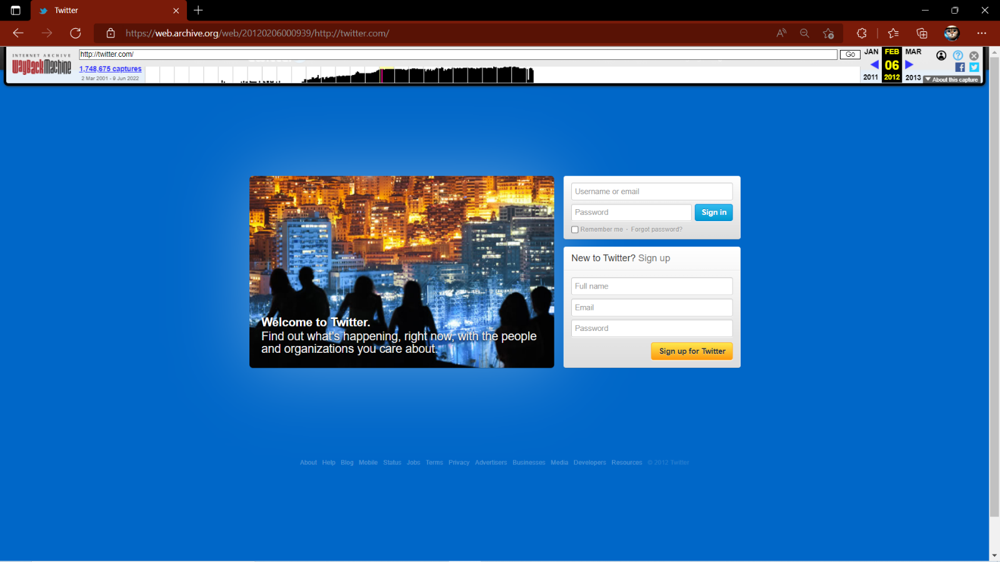 Twitter
https://web.archive.org/web/20120206000939/http://twitter.com/
INTERNET ARCHIVE
WayBackMachine
http://twitter.com/
Go
JAN FEB MAR
1,748,675 captures
06
2 Mar 2001 - 9 Jun 2022
2011 2012 2013
About this capture
Username or email
Password
Sign in
Remember me · Forgot password?
New to Twitter? Sign up
Full name
Email
Password
Sign up for Twitter
Welcome to Twitter.
Find out what's happening, right now, with the people
and organizations you care about.
About Help Blog Mobile Status Jobs Terms Privacy Advertisers Businesses Media Developers Resources © 2012 Twitter